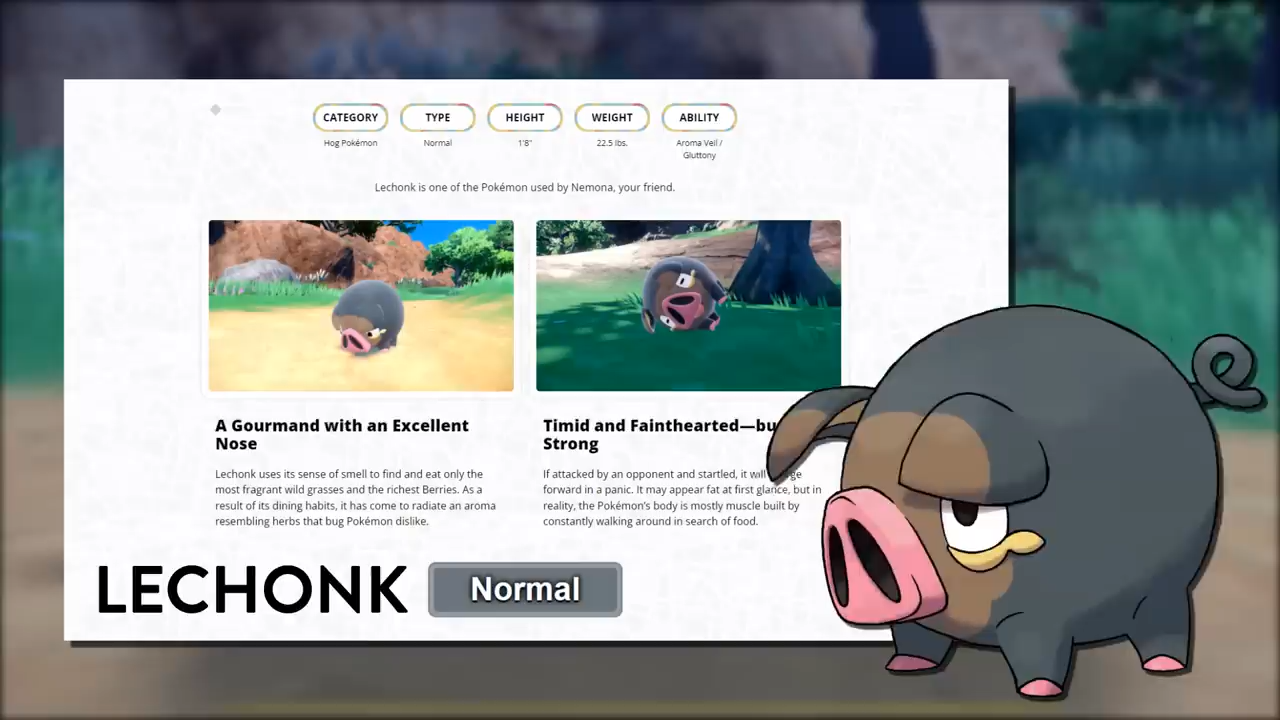 CATEGORY TYPE HEIGHT WEIGHT ABILITY
Hog Pokémon Normal 1'8" 22.5 lbs. Aroma Veil /
Gluttony
Lechonk is one of the Pokémon used by Nemona, your friend.
A Gourmand with an Excellent
Nose
Lechonk uses its sense of smell to find and eat only the
most fragrant wild grasses and the richest Berries. As a
result of its dining habits, it has come to radiate an aroma
resembling herbs that bug Pokémon dislike.
Timid and Fainthearted—bu
Strong
If attacked by an opponent and startled, it will
forward in a panic. It may appear fat at first glance, but in
reality, the Pokémon's body is mostly muscle built by
constantly walking around in search of food.
LECHONK Normal